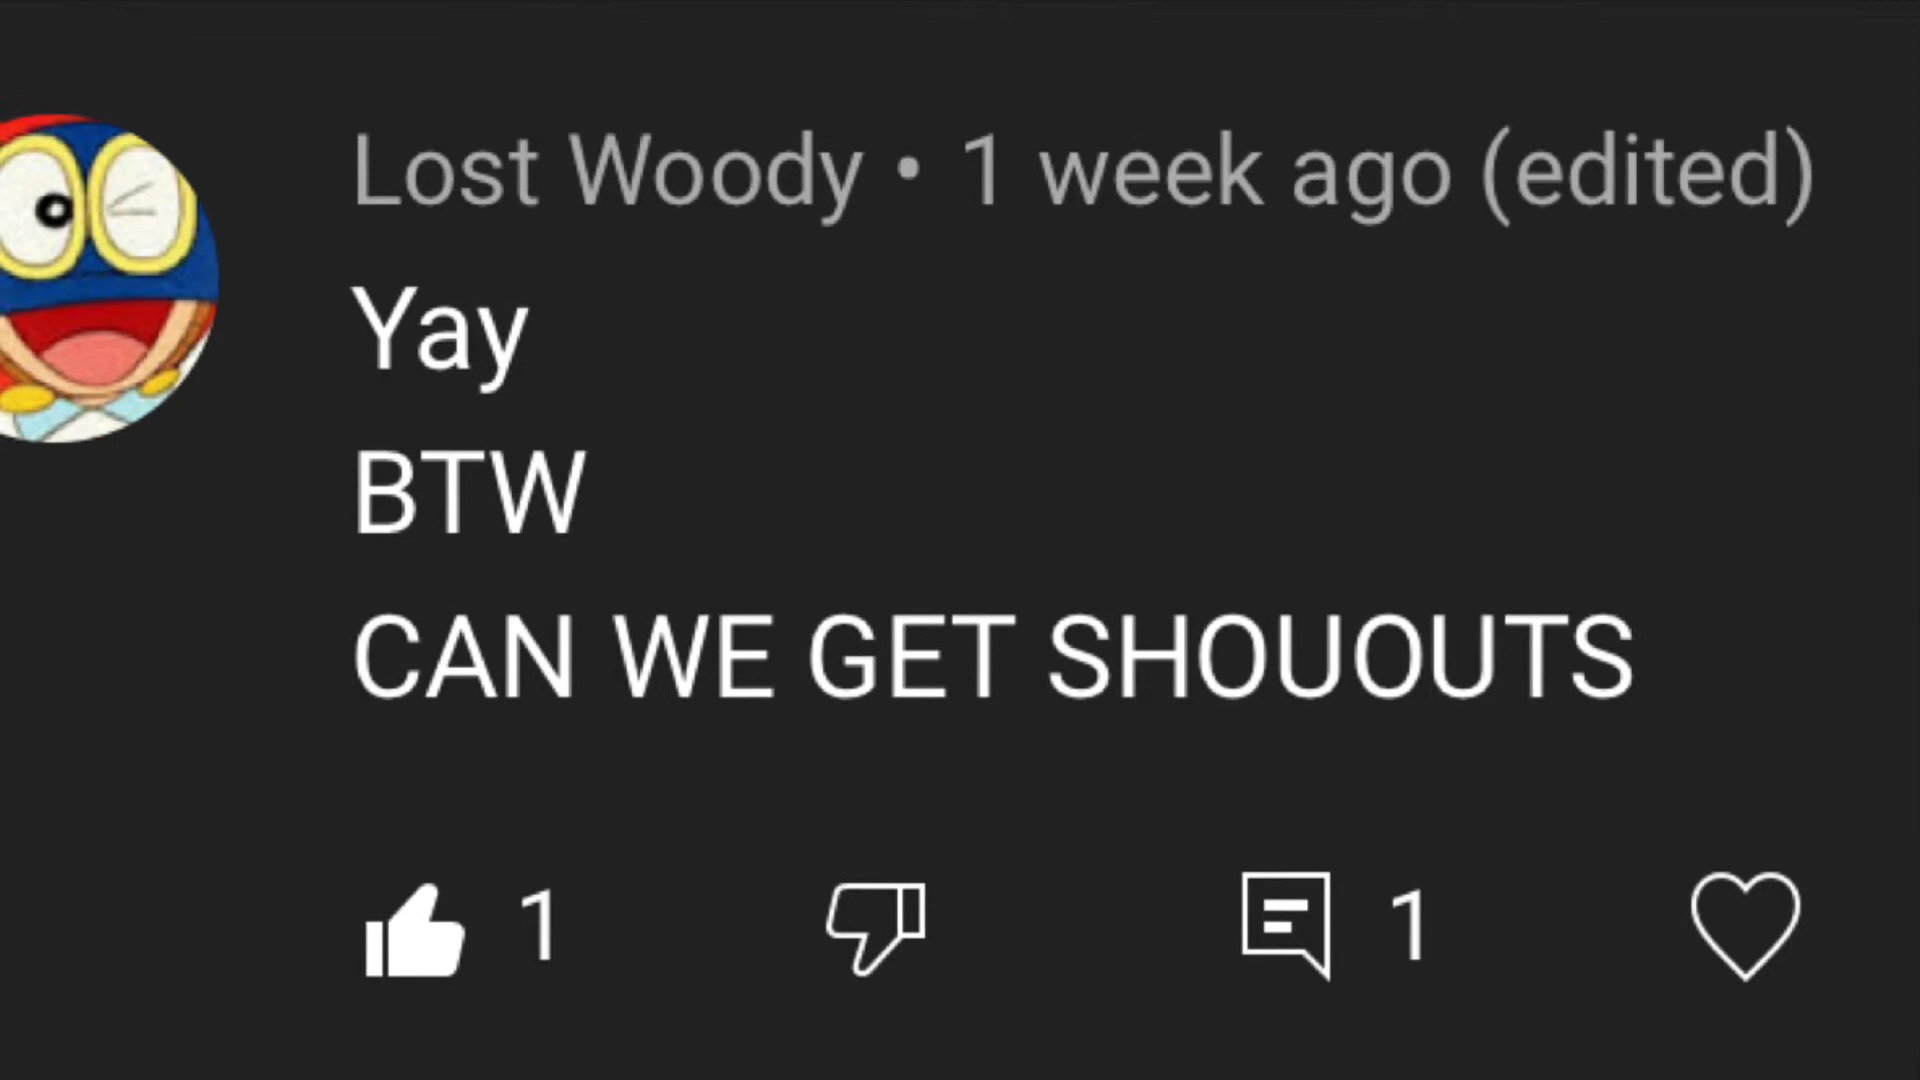 Lost Woody • 1 week ago (edited)
Yay
BTW
CAN WE GET SHOUOUTS
1 1